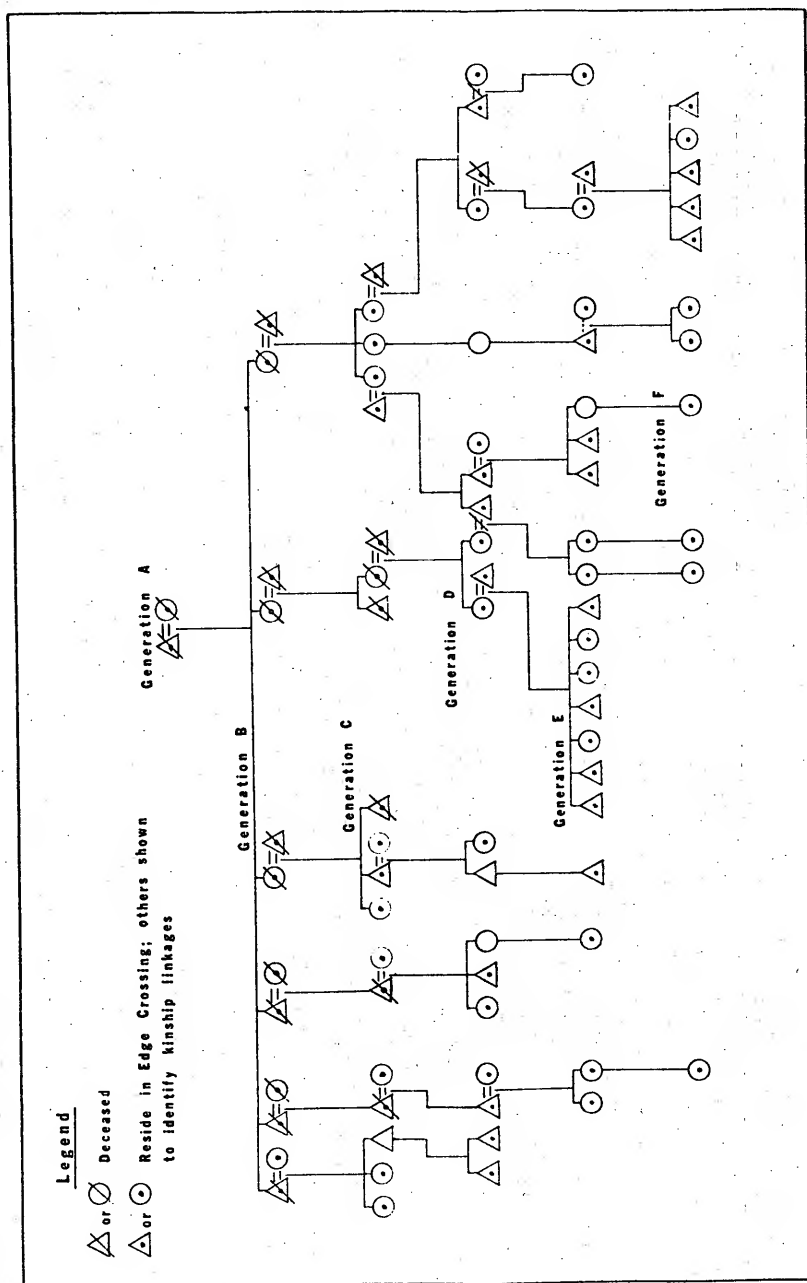 Legend
or Deceased
or Reside in Edge Crossing; others shown
to identify kinship linkages
Generation A
Generation B
Generation C
Generation D
Generation E
Generation F